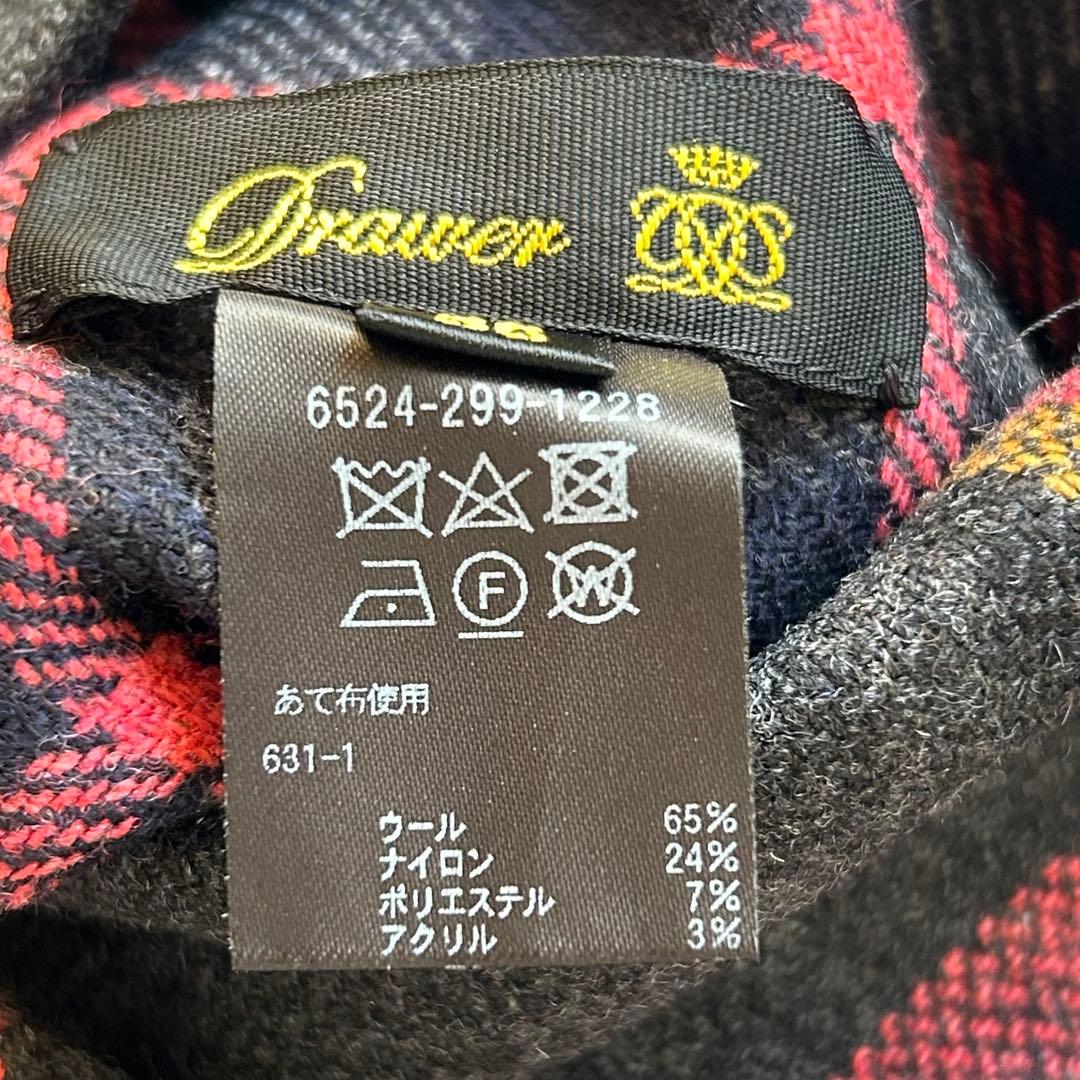 Drawer
6524-299-1228
F
W
あて布使用
631-1
ウール 65%
ナイロン 24%
ポリエステル 7%
アクリル 3%